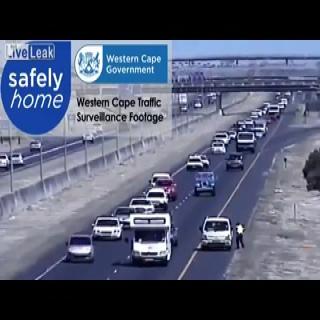 LiveLeak
safely
home
Western Cape
Government
Western Cape Traffic
Surveillance Footage